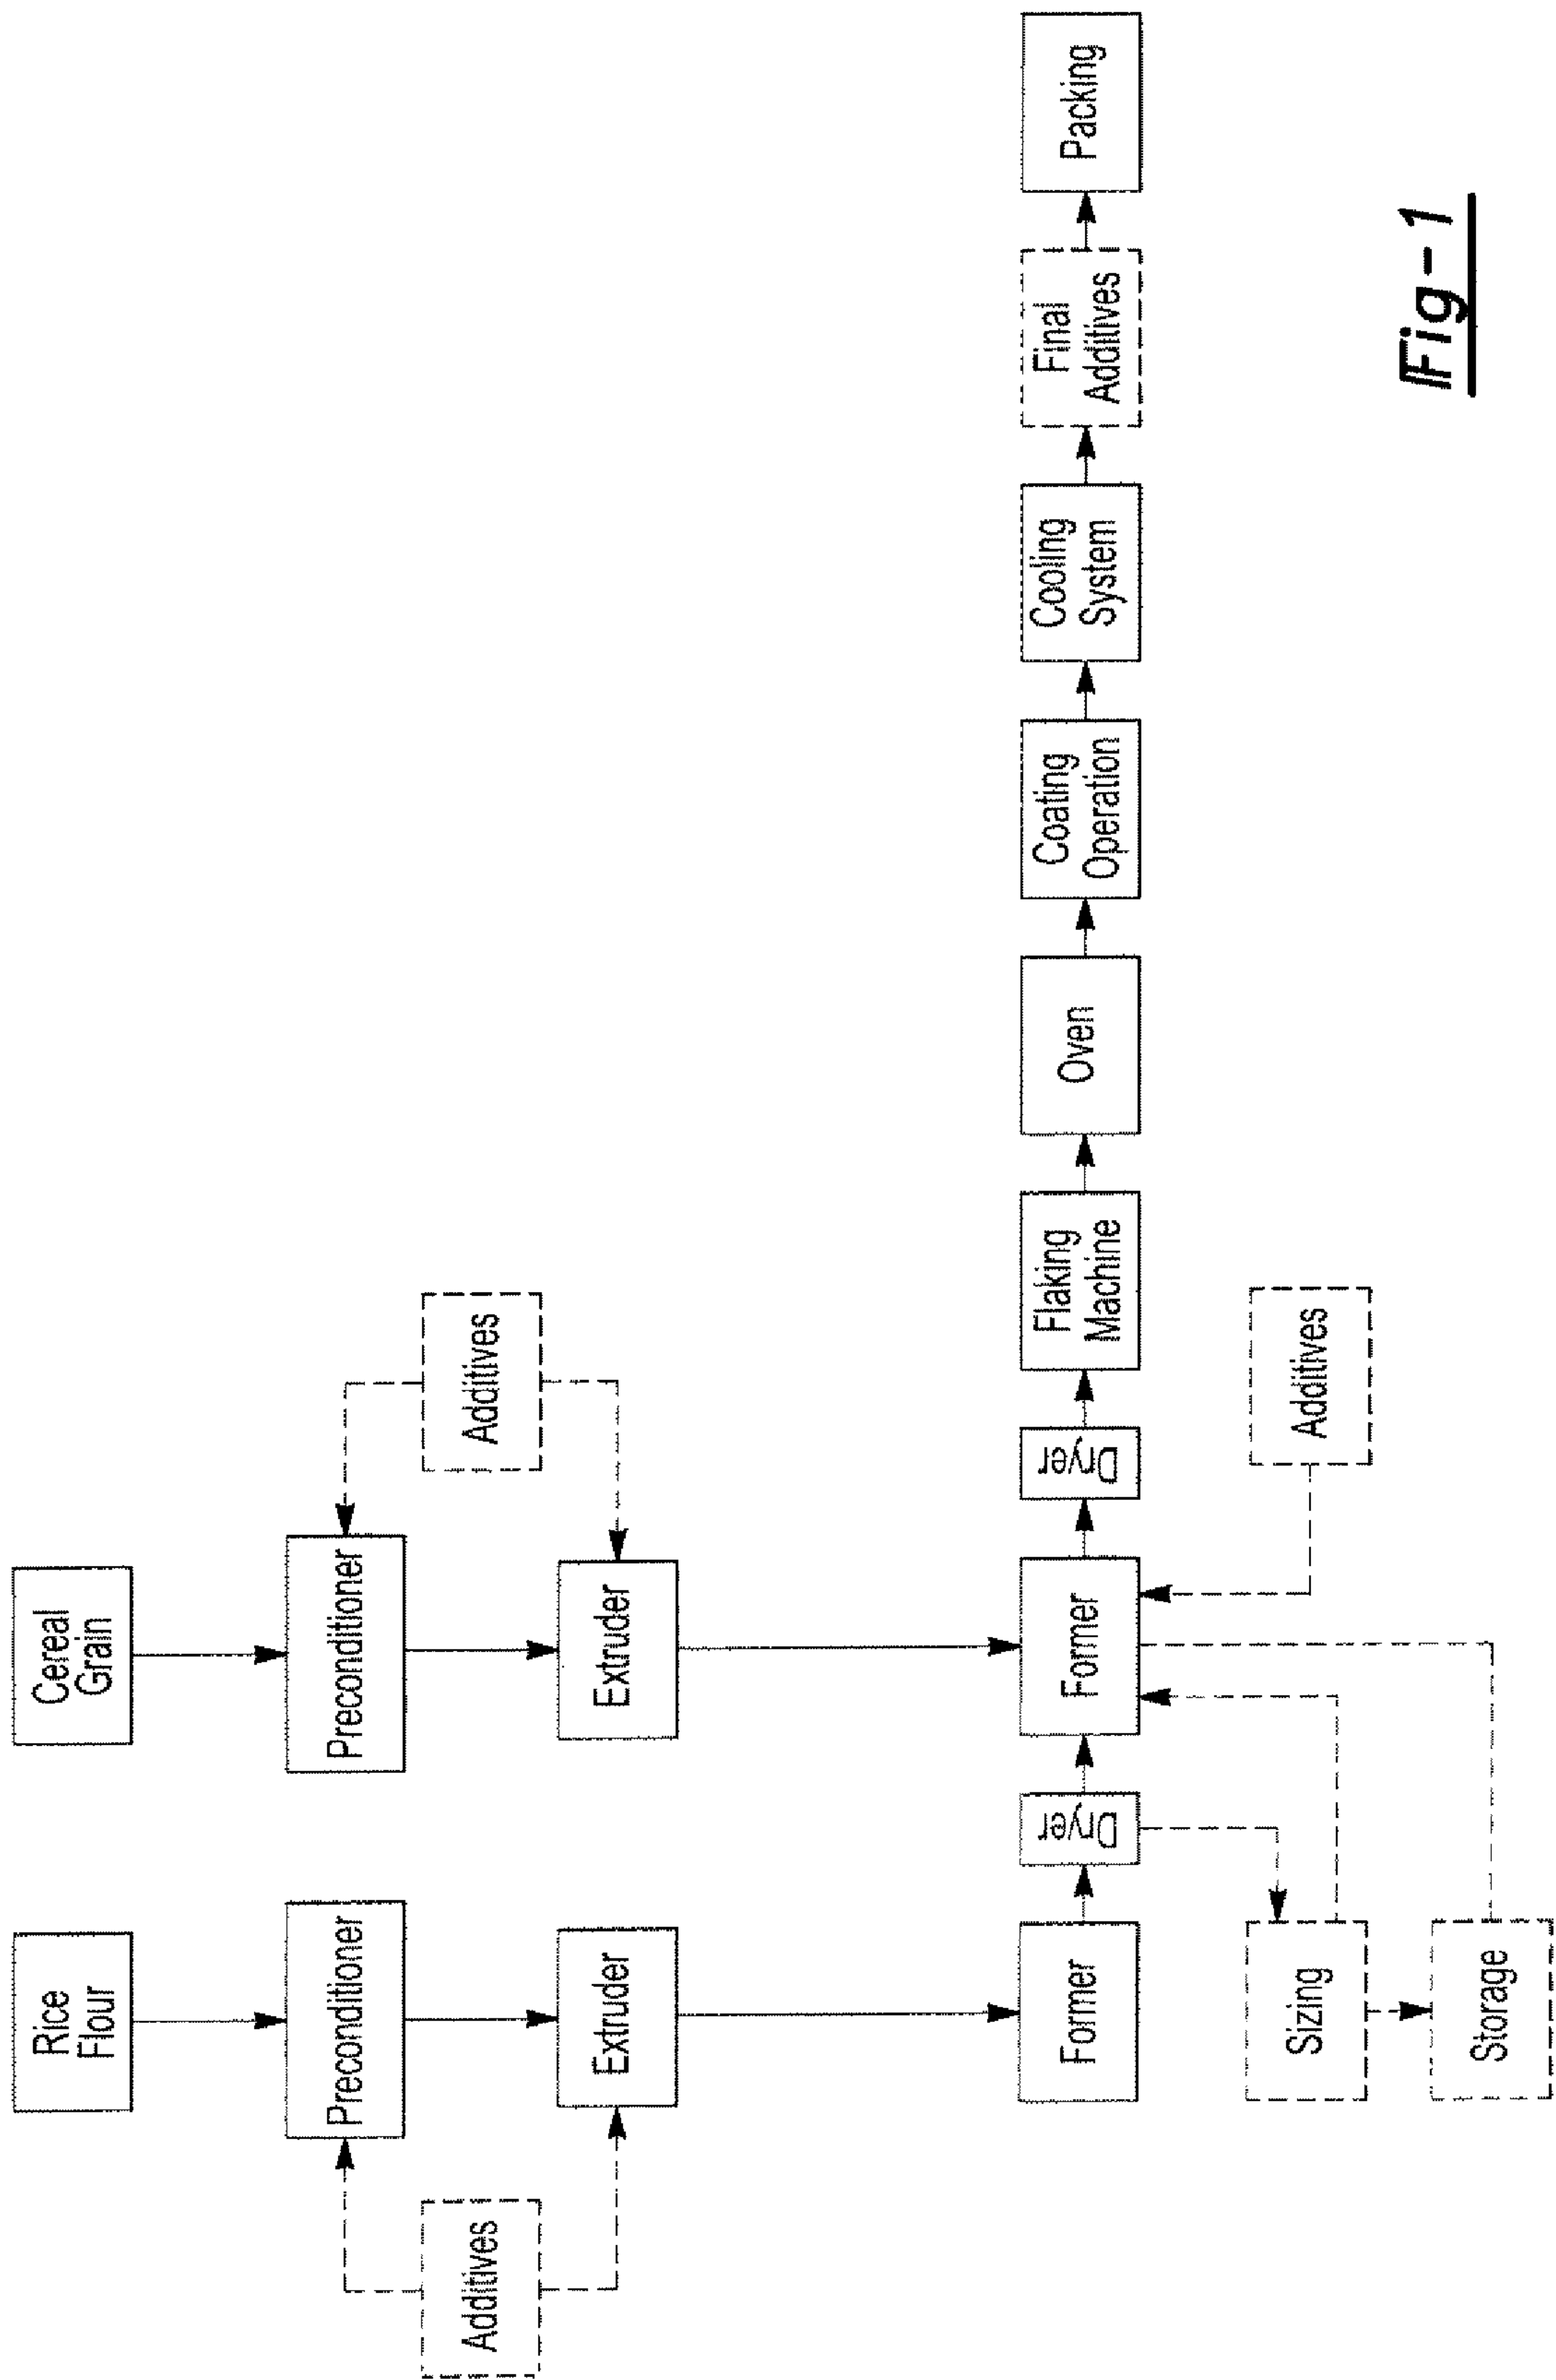 Rice
Flour
Cereal
Grain
Preconditioner
Preconditioner
Additives
Additives
Extruder
Extruder
Former
Dryer
Former
Dryer
Flaking
Machine
Oven
Coating
Operation
Cooling
System
Final
Additives
Packing
Sizing
Additives
Storage
Fig-1